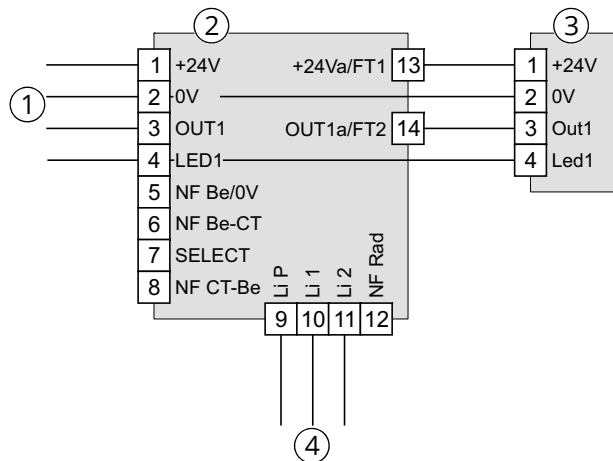 2
3
1
1 +24V
2 0V
3 OUT1
4 LED1
5 NF Be/0V
6 NF Be-CT
7 SELECT
8 NF CT-Be
+24Va/FT1 13
OUT1a/FT2 14
1 +24V
2 0V
3 Out1
4 Led1
Li P
Li 1
Li 2
NF Rad
9 10 11 12
4